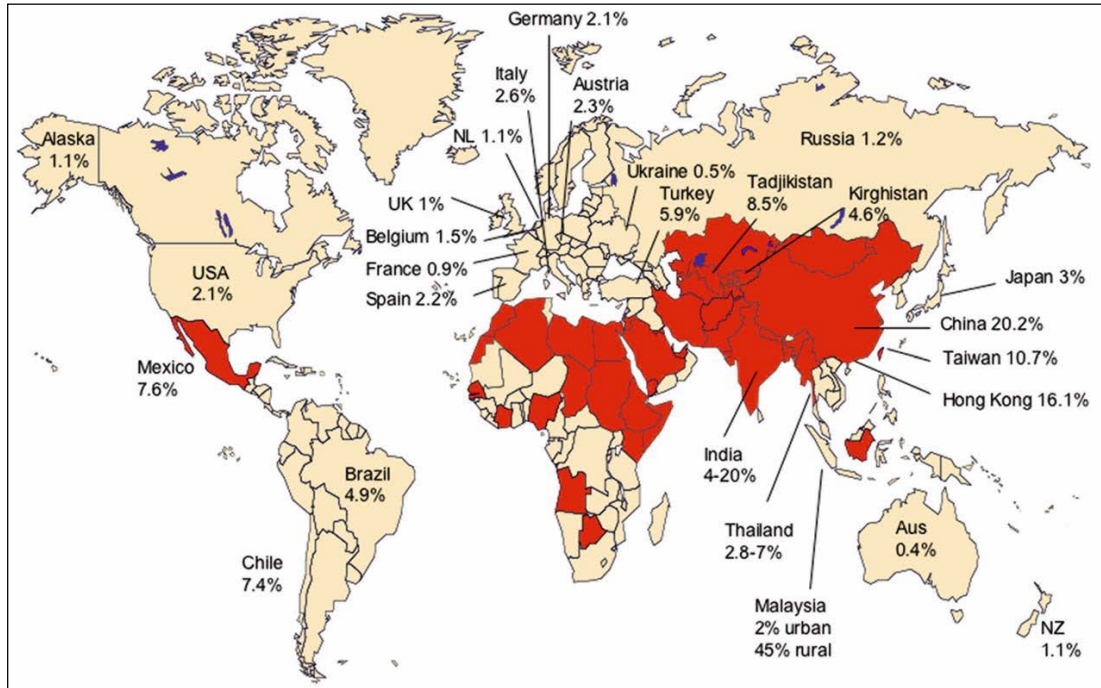 Germany 2.1%
Italy
2.6%
Austria
2.3%
Alaska
1.1%
NL 1.1%
Russia 1.2%
Ukraine 0.5%
Turkey
5.9%
Tadjikistan
8.5%
Kirghistan
4.6%
UK 1%
Belgium 1.5%
France 0.9%
Spain 2.2%
USA
2.1%
Japan 3%
China 20.2%
Taiwan 10.7%
Hong Kong 16.1%
Mexico
7.6%
India
4-20%
Brazil
4.9%
Thailand
2.8-7%
Aus
0.4%
Chile
7.4%
Malaysia
2% urban
45% rural
NZ
1.1%